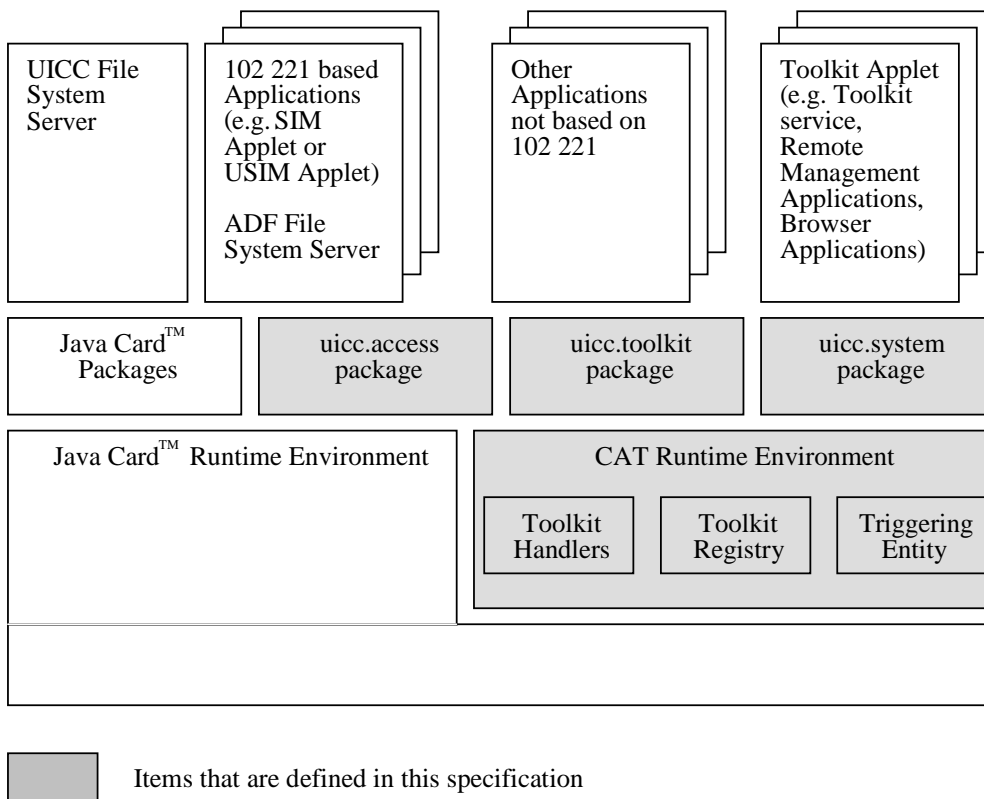 UICC File
System
Server
102 221 based
Applications
(e.g. SIM
Applet or
USIM Applet)
ADF File
System Server
Other
Applications
not based on
102 221
Toolkit Applet
(e.g. Toolkit
service,
Remote
Management
Applications,
Browser
Applications)
Java Card™
Packages
uicc.access
package
uicc.toolkit
package
uicc.system
package
Java Card™ Runtime Environment
CAT Runtime Environment
Toolkit
Handlers
Toolkit
Registry
Triggering
Entity
Items that are defined in this specification